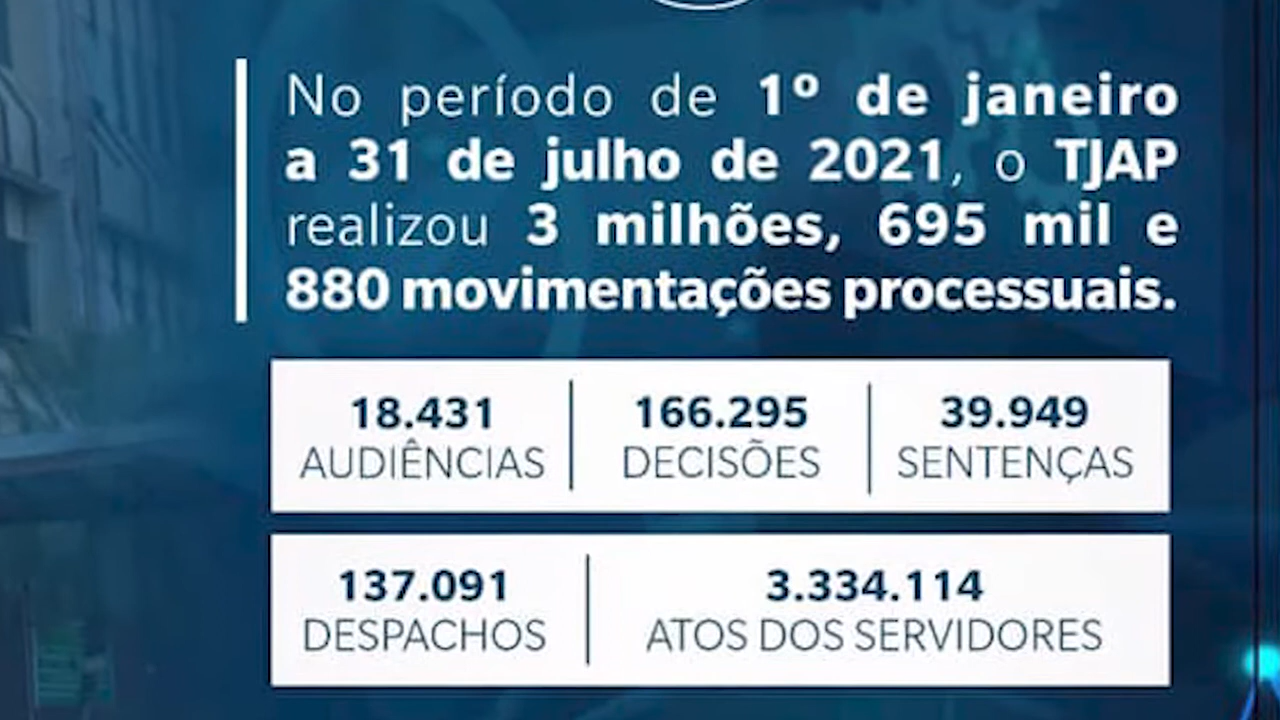 No período de 1º de janeiro
a 31 de julho de 2021, o TJAP
realizou 3 milhões, 695 mil e
880 movimentações processuais.
18.431 166.295 39.949
AUDIÊNCIAS DECISÕES SENTENÇAS
137.091 3.334.114
DESPACHOS ATOS DOS SERVIDORES